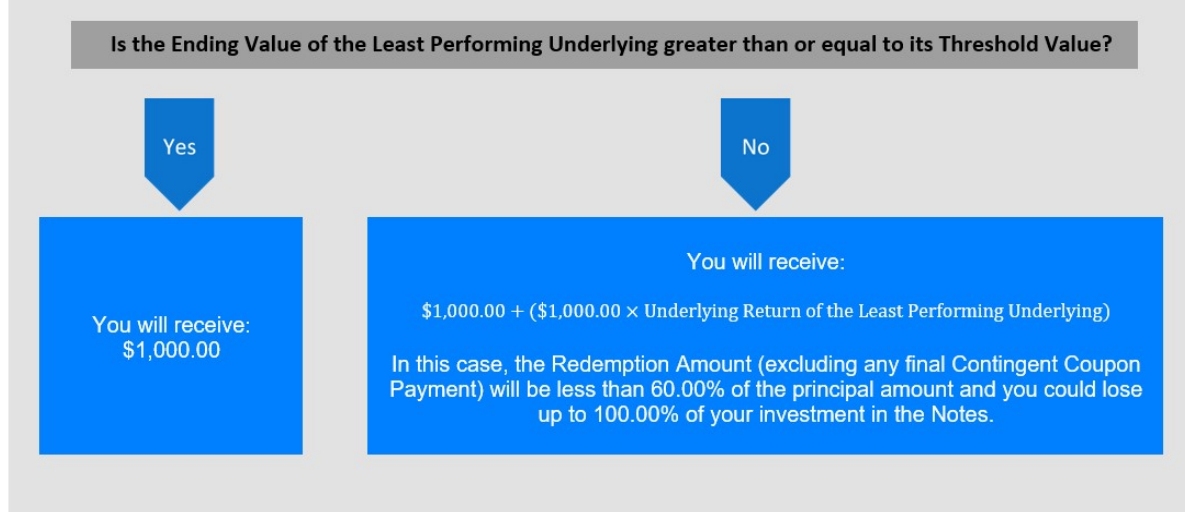 Is the Ending Value of the Least Performing Underlying greater than or equal to its Threshold Value?
Yes
No
You will receive:
$1,000.00
You will receive:
$1,000.00 + ($1,000.00 × Underlying Return of the Least Performing Underlying)
In this case, the Redemption Amount (excluding any final Contingent Coupon
Payment) will be less than 60.00% of the principal amount and you could lose
up to 100.00% of your investment in the Notes.